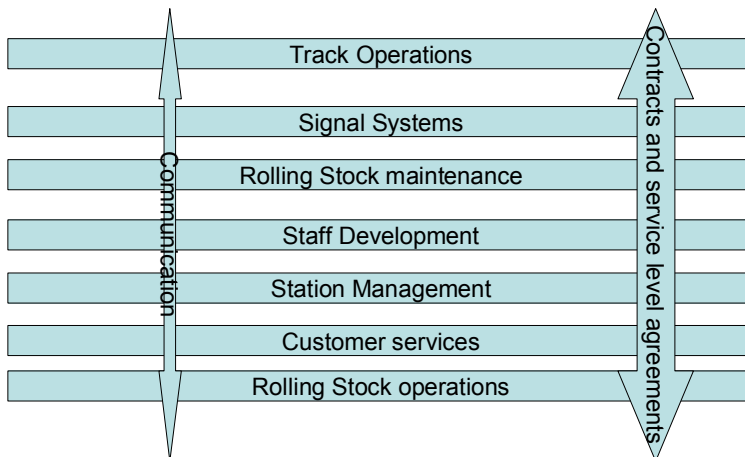 Track Operations
Signal Systems
Rolling Stock maintenance
Staff Development
Station Management
Customer services
Rolling Stock operations
Communication
Contracts and service level agreements